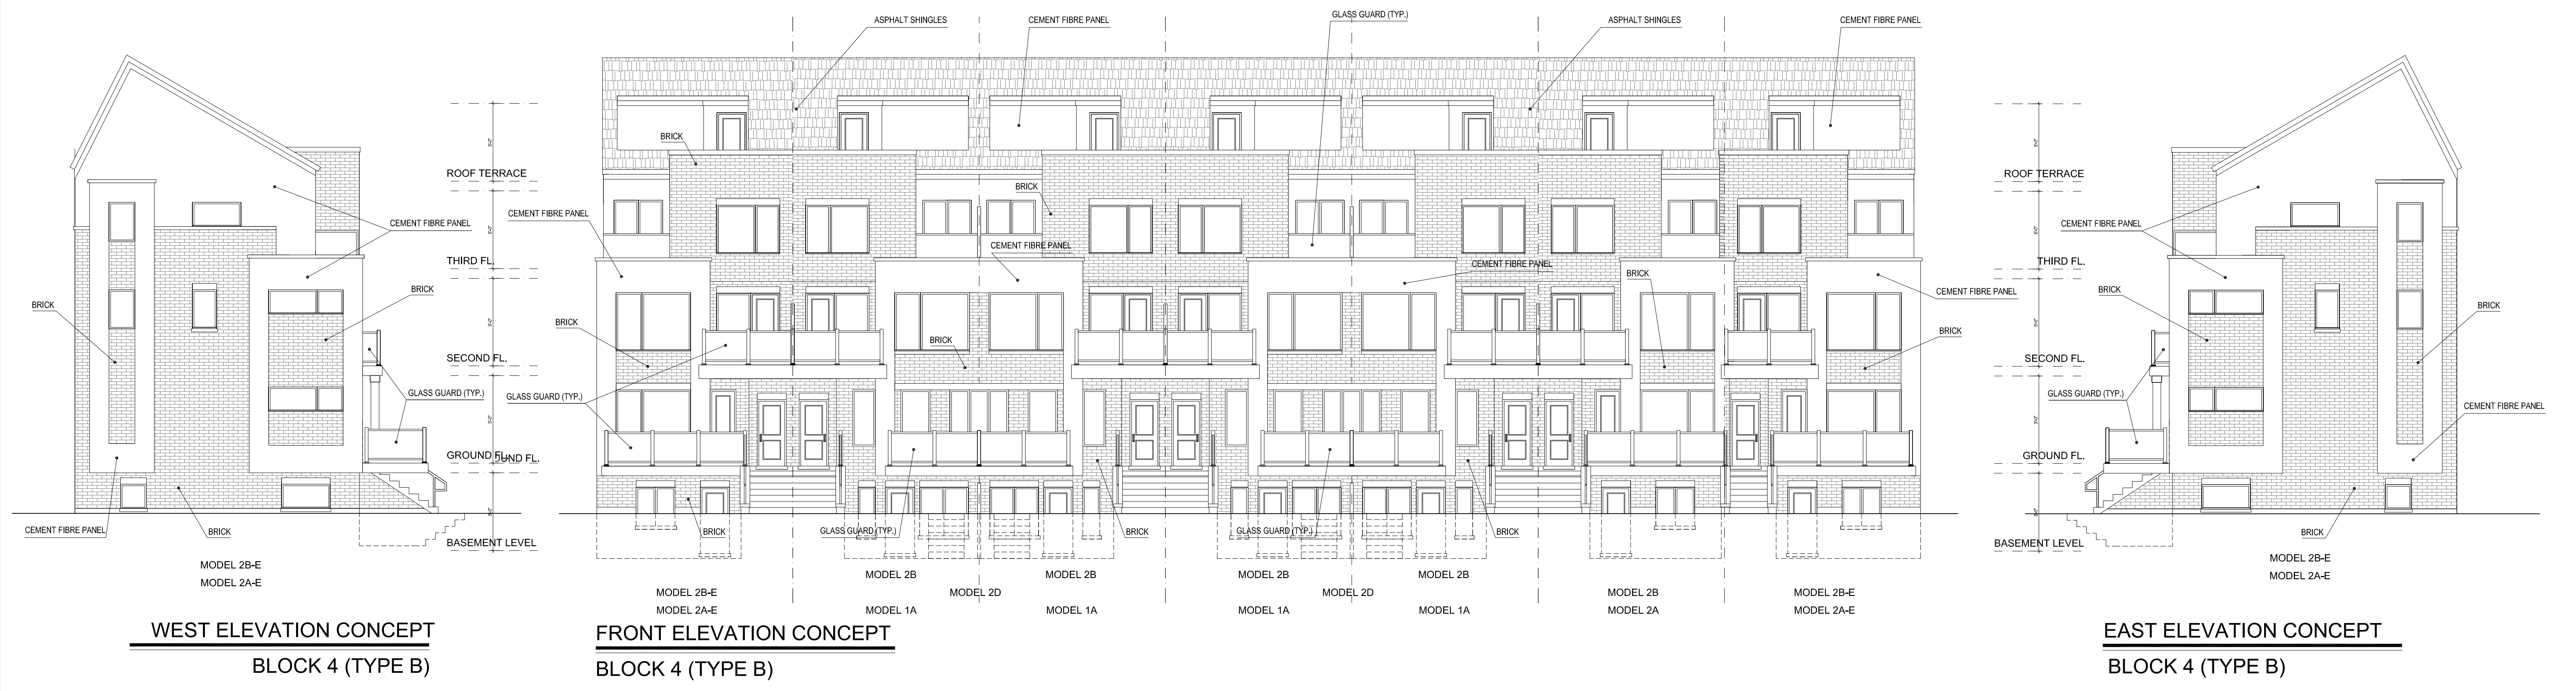 ASPHALT SHINGLES
CEMENT FIBRE PANEL
GLASS GUARD (TYP.)
ASPHALT SHINGLES
CEMENT FIBRE PANEL
BRICK
ROOF TERRACE
CEMENT FIBRE PANEL
BRICK
THIRD FL.
BRICK
BRICK
SECOND FL.
GLASS GUARD (TYP.)
GROUND FL.
UND FL.
CEMENT FIBRE PANEL
BRICK
BASEMENT LEVEL
MODEL 2B-E
MODEL 2A-E
WEST ELEVATION CONCEPT
BLOCK 4 (TYPE B)
CEMENT FIBRE PANEL
BRICK
CEMENT FIBRE PANEL
CEMENT FIBRE PANEL
BRICK
CEMENT FIBRE PANEL
BRICK
BRICK
BRICK
GLASS GUARD (TYP.)
BRICK
GLASS GUARD (TYP.)
BRICK
GLASS GUARD (TYP.)
BRICK
MODEL 2B
MODEL 2B
MODEL 2B
MODEL 2B
MODEL 2B-E
MODEL 2D
MODEL 2D
MODEL 2B
MODEL 2B-E
MODEL 2A-E
MODEL 1A
MODEL 1A
MODEL 1A
MODEL 1A
MODEL 2A
MODEL 2A-E
FRONT ELEVATION CONCEPT
BLOCK 4 (TYPE B)
ROOF TERRACE
CEMENT FIBRE PANEL
THIRD FL.
BRICK
BRICK
SECOND FL.
GLASS GUARD (TYP.)
CEMENT FIBRE PANEL
GROUND FL.
BRICK
BASEMENT LEVEL
MODEL 2B-E
MODEL 2A-E
EAST ELEVATION CONCEPT
BLOCK 4 (TYPE B)